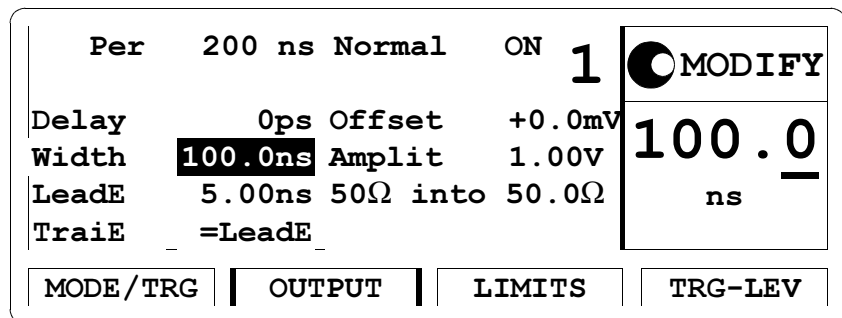 Per 200 ns Normal ON 1
MODIFY
Delay 0ps Offset +0.0mV
Width 100.0ns Amplit 1.00V
LeadE 5.00ns 50Ω into 50.0Ω
TraiE =LeadE
100.0
ns
MODE/TRG OUTPUT LIMITS TRG-LEV